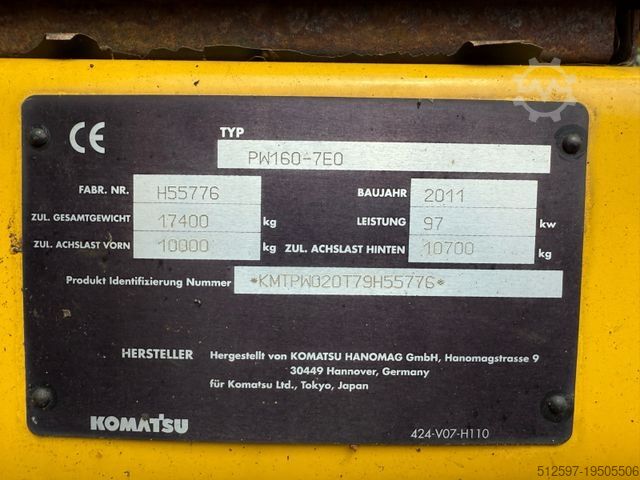 CE
TYP
PW160-7E0
FABR. NR. H55776 BAUJAHR 2011
ZUL. GESAMTGEWICHT 17400 kg LEISTUNG 97 kw
ZUL. ACHSLAST VORN 10000 kg ZUL. ACHSLAST HINTEN 10700 kg
Produkt Identifizierung Nummer *KMTPW020T79H55776*
HERSTELLER Hergestellt von KOMATSU HANOMAG GmbH, Hanomagstrasse 9
30449 Hannover, Germany
für Komatsu Ltd., Tokyo, Japan
KOMATSU 424-V07-H110
512597-19505506